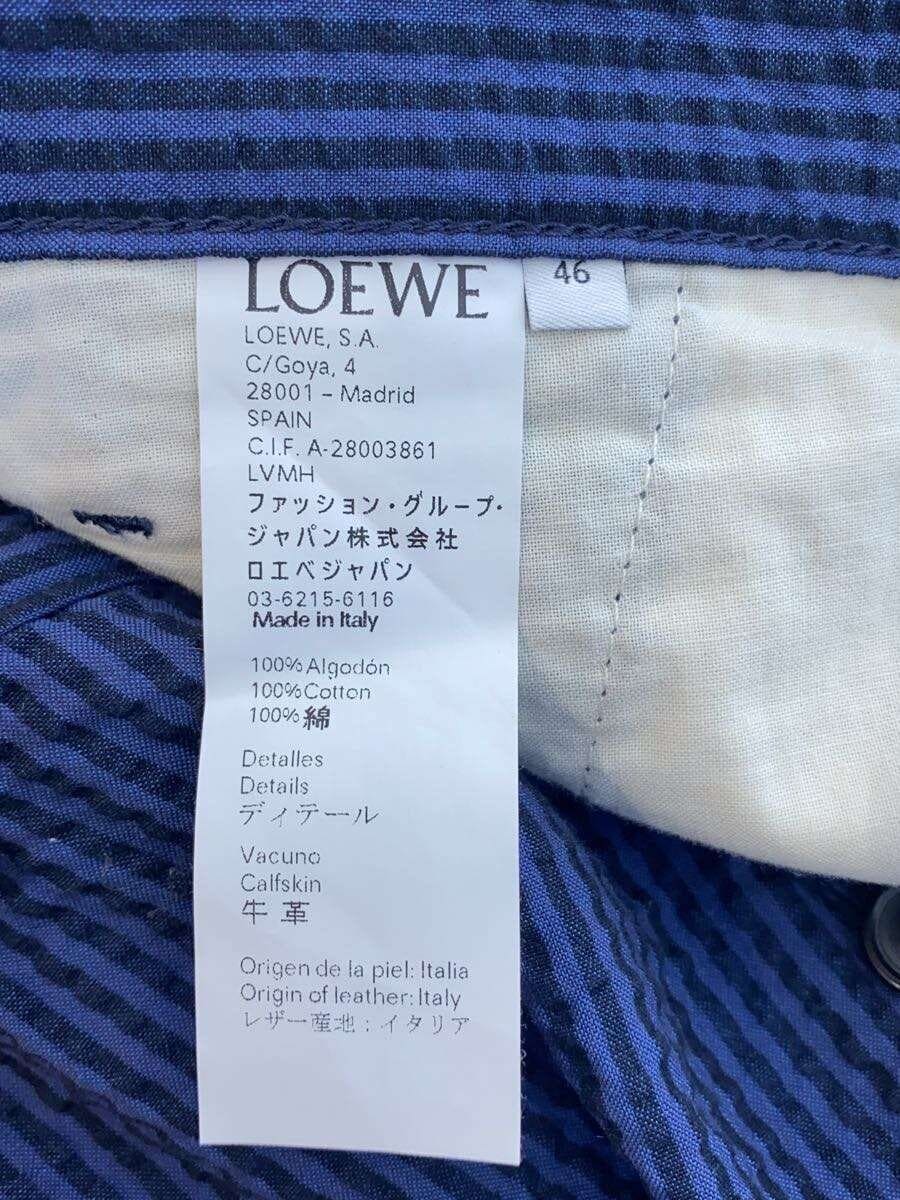 LOEWE
46
LOEWE, S.A.
C/Goya, 4
28001 – Madrid
SPAIN
C.I.F. A-28003861
LVMH
ファッション・グループ・
ジャパン株式会社
ロエベジャパン
03-6215-6116
Made in Italy
100% Algodón
100% Cotton
100% 綿
Detalles
Details
ディテール
Vacuno
Calfskin
牛革
Origen de la piel: Italia
Origin of leather: Italy
レザー産地：イタリア